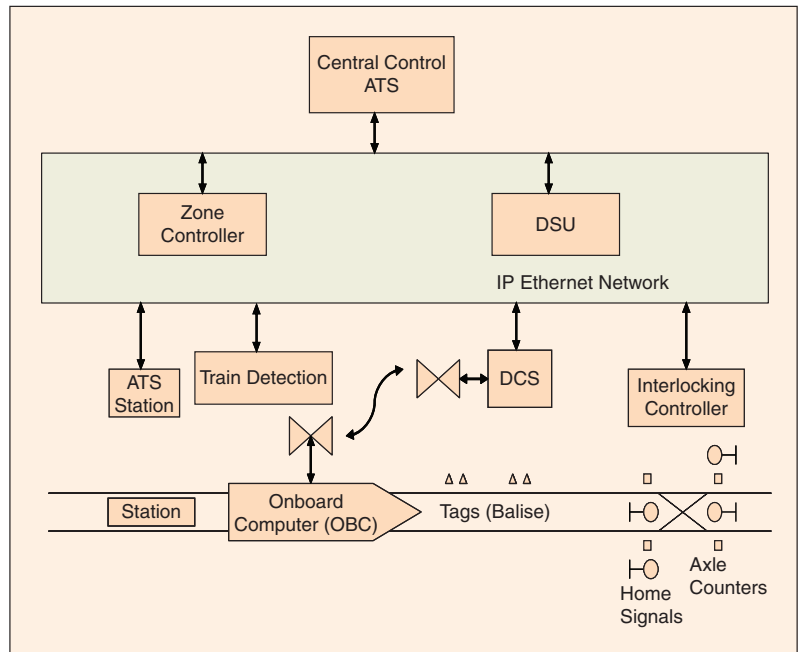 Central Control
ATS
Zone
Controller
DSU
IP Ethernet Network
ATS
Station
Train Detection
DCS
Interlocking
Controller
Station
Onboard
Computer (OBC)
Tags (Balise)
Home
Signals
Axle
Counters